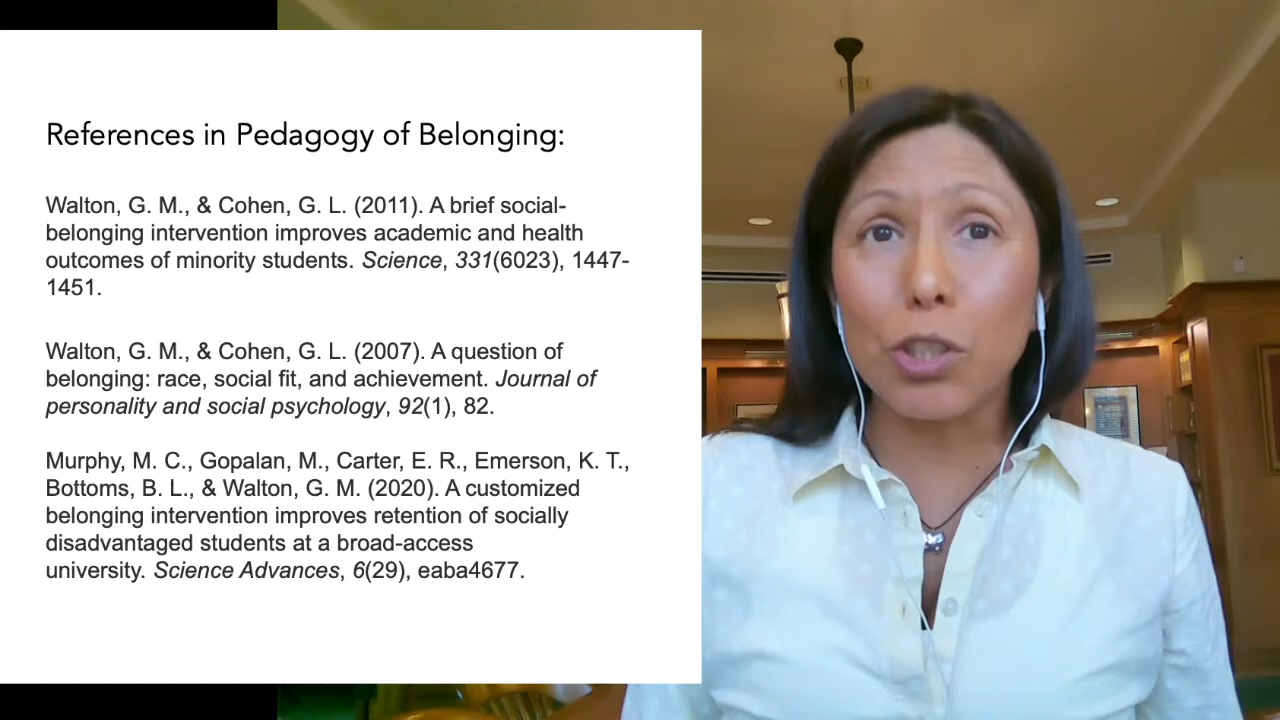 References in Pedagogy of Belonging:
Walton, G. M., & Cohen, G. L. (2011). A brief social-
belonging intervention improves academic and health
outcomes of minority students. Science, 331(6023), 1447-
1451.
Walton, G. M., & Cohen, G. L. (2007). A question of
belonging: race, social fit, and achievement. Journal of
personality and social psychology, 92(1), 82.
Murphy, M. C., Gopalan, M., Carter, E. R., Emerson, K. T.,
Bottoms, B. L., & Walton, G. M. (2020). A customized
belonging intervention improves retention of socially
disadvantaged students at a broad-access
university. Science Advances, 6(29), eaba4677.